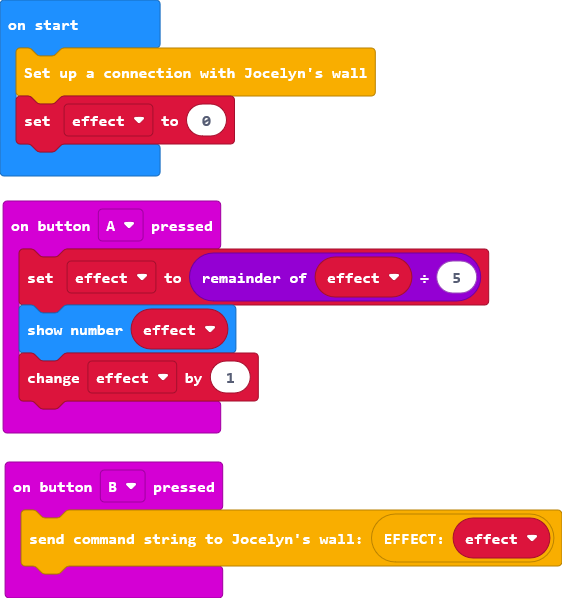 on start
Set up a connection with Jocelyn's wall
set effect to 0
on button A pressed
set effect to remainder of effect ÷ 5
show number effect
change effect by 1
on button B pressed
send command string to Jocelyn's wall: EFFECT: effect